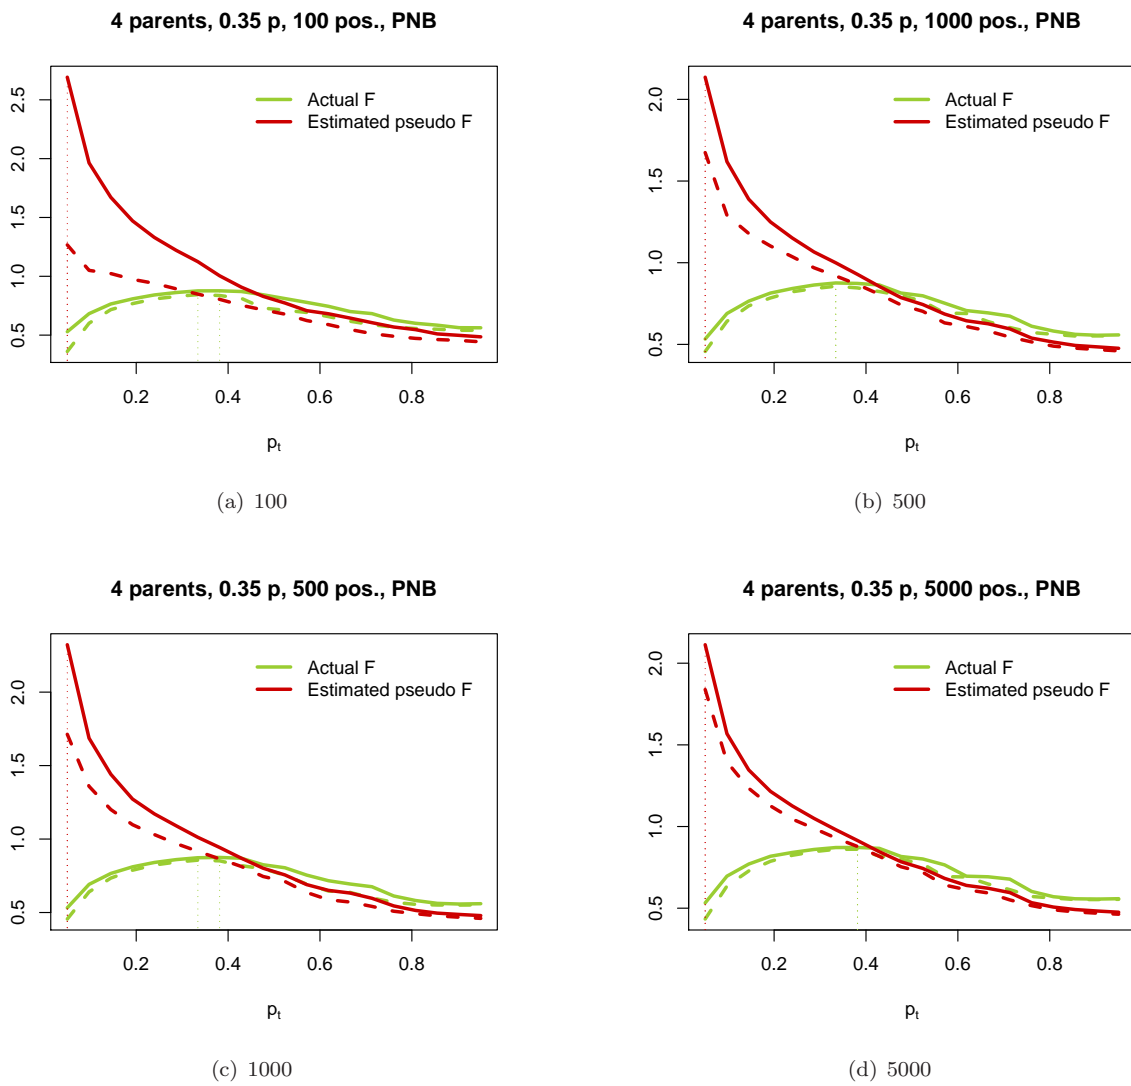 4 parents, 0.35 p, 100 pos., PNB
Actual F
Estimated pseudo F
0.5 1.0 1.5 2.0 2.5
0.2 0.4 0.6 0.8
pt
(a) 100
4 parents, 0.35 p, 1000 pos., PNB
Actual F
Estimated pseudo F
0.5 1.0 1.5 2.0
0.2 0.4 0.6 0.8
pt
(b) 500
4 parents, 0.35 p, 500 pos., PNB
Actual F
Estimated pseudo F
0.5 1.0 1.5 2.0
0.2 0.4 0.6 0.8
pt
(c) 1000
4 parents, 0.35 p, 5000 pos., PNB
Actual F
Estimated pseudo F
0.5 1.0 1.5 2.0
0.2 0.4 0.6 0.8
pt
(d) 5000